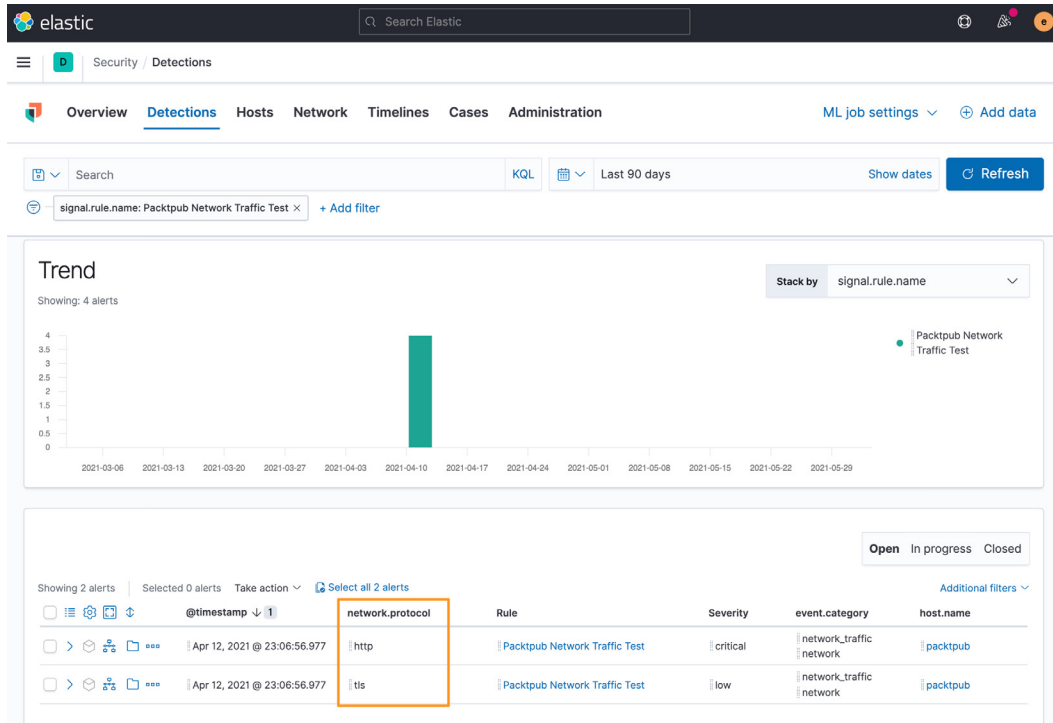 elastic
Search Elastic
e
D
Security / Detections
Overview Detections Hosts Network Timelines Cases Administration
ML job settings Add data
Search KQL Last 90 days Show dates Refresh
signal.rule.name: Packtpub Network Traffic Test × + Add filter
Trend
Showing: 4 alerts
Stack by signal.rule.name
4
3.5
3
2.5
2
1.5
1
0.5
0
2021-03-06 2021-03-13 2021-03-20 2021-03-27 2021-04-03 2021-04-10 2021-04-17 2021-04-24 2021-05-01 2021-05-08 2021-05-15 2021-05-22 2021-05-29
Packtpub Network
Traffic Test
Open In progress Closed
Showing 2 alerts Selected 0 alerts Take action Select all 2 alerts Additional filters
@timestamp ↓ 1 network.protocol Rule Severity event.category host.name
Apr 12, 2021 @ 23:06:56.977 http Packtpub Network Traffic Test critical network_traffic packtpub
network
Apr 12, 2021 @ 23:06:56.977 tls Packtpub Network Traffic Test low network_traffic packtpub
network